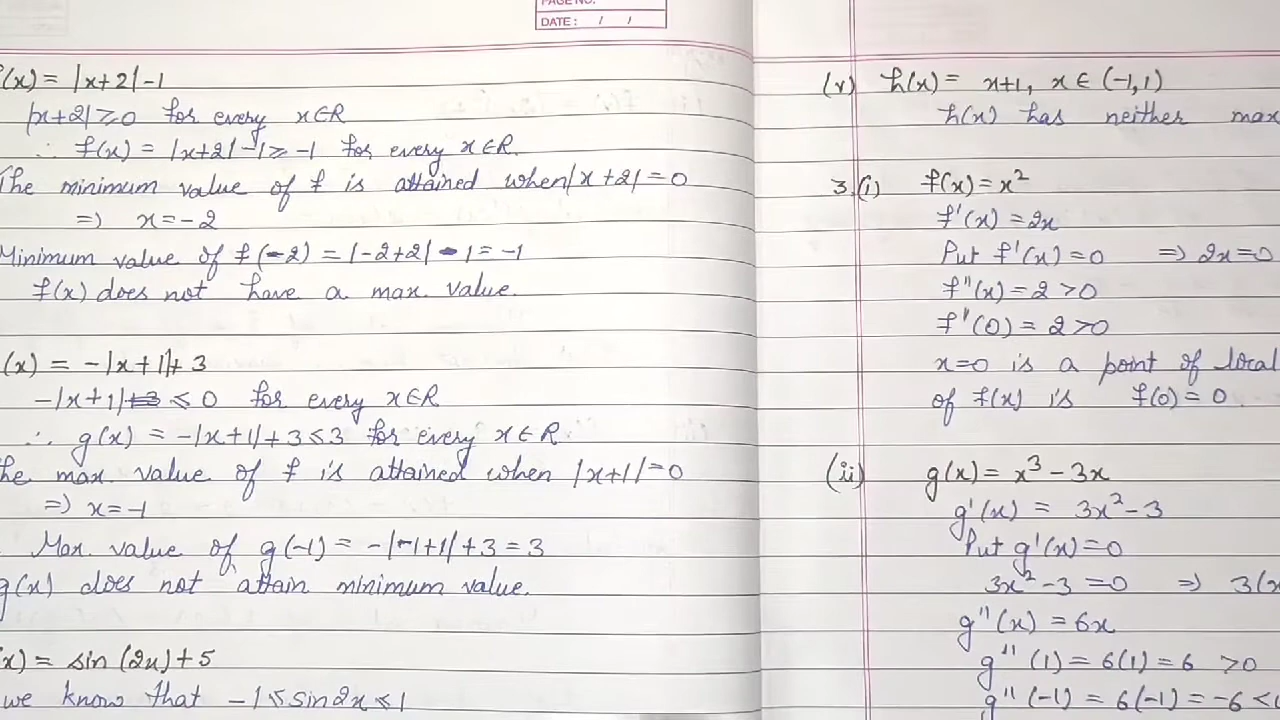 PAGE NO.
DATE: / /
f(x) = |x+2|-1
|x+2| ≥ 0 for every x∈R
∴ f(x) = |x+2|-1 ≥ -1 for every x∈R.
The minimum value of f is attained when |x+2| = 0
=) x = -2
Minimum value of f(-2) = |-2+2| - 1 = -1
f(x) does not have a max. value.
(x) = -|x+1|+3
-|x+1| ≤ 0 for every x∈R
∴ g(x) = -|x+1|+3 ≤ 3 for every x∈R.
he max. value of f is attained when |x+1| = 0
=) x = -1
Max. value of g(-1) = -|-1+1|+3 = 3
g(x) does not attain minimum value.
(x) = sin(2x)+5
we know that -1 ≤ sin2x ≤ 1
(v) h(x) = x+1, x∈(-1,1)
h(x) has neither max
3.(i) f(x) = x²
f'(x) = 2x
Put f'(x) = 0 =) 2x=0
f"(x) = 2 >0
f'(0) = 2 >0
x=0 is a point of local
of f(x) is f(0) = 0.
(ii) g(x) = x³ - 3x
g'(x) = 3x² - 3
Put g'(x) = 0
3x² - 3 = 0 =) 3(x
g"(x) = 6x
g"(1) = 6(1) = 6 >0
g"(-1) = 6(-1) = -6 <